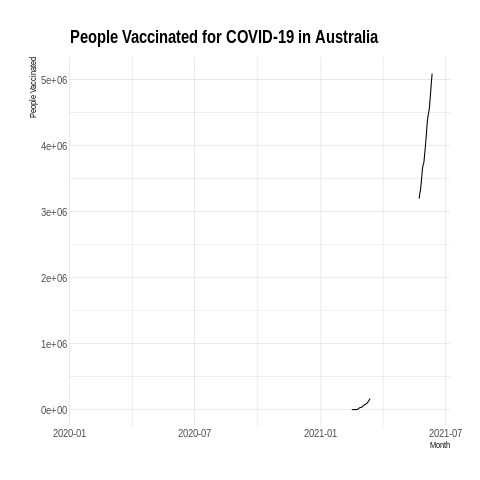 People Vaccinated for COVID-19 in Australia
People Vaccinated
5e+06
4e+06
3e+06
2e+06
1e+06
0e+00
2020-01 2020-07 2021-01 2021-07
Month